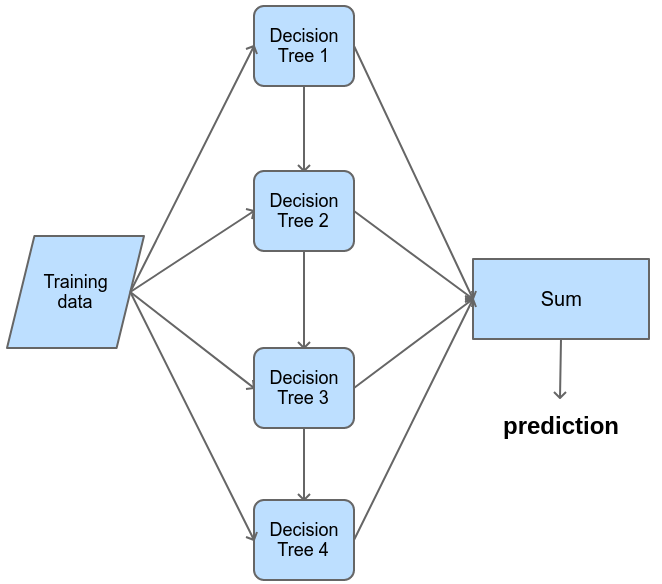 Decision
Tree 1
Decision
Tree 2
Training
data
Sum
Decision
Tree 3
prediction
Decision
Tree 4